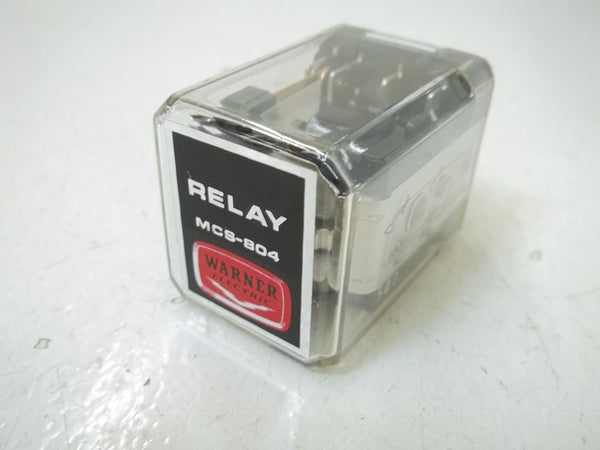 RELAY
MCS-804
WARNER
ELECTRIC